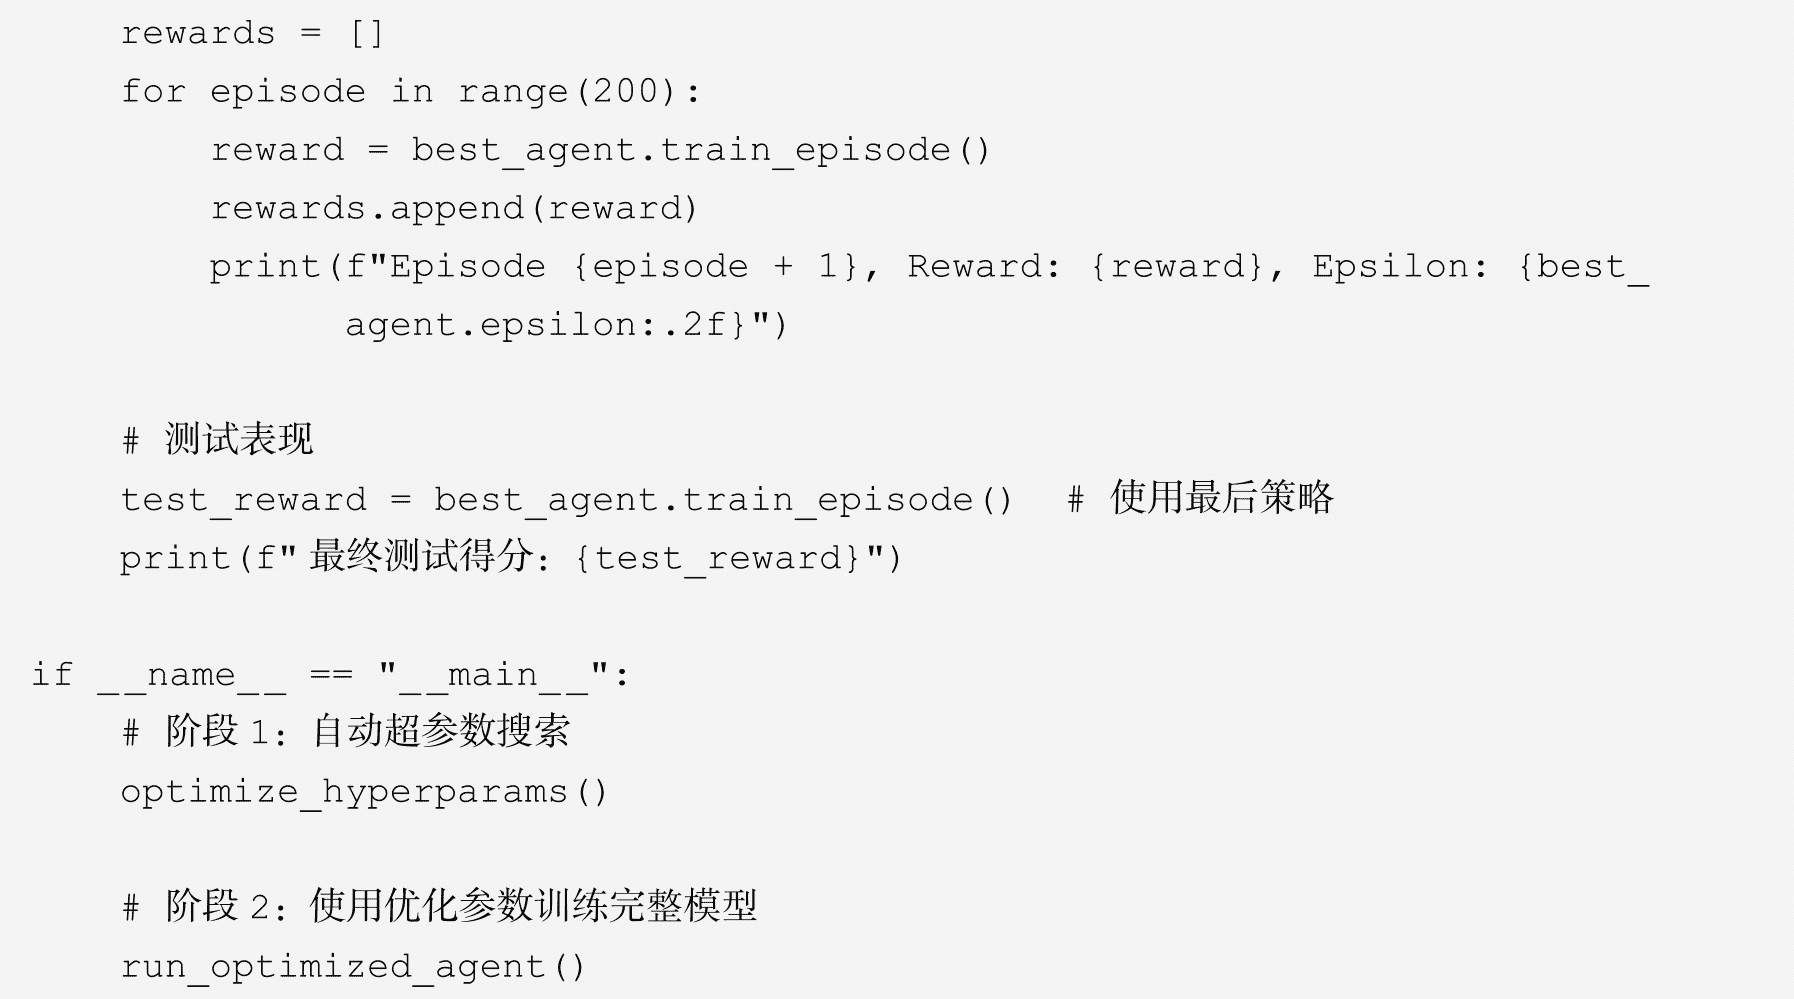 rewards = []
for episode in range(200):
reward = best_agent.train_episode()
rewards.append(reward)
print(f"Episode {episode + 1}, Reward: {reward}, Epsilon: {best_
agent.epsilon:.2f}")
# 测试表现
test_reward = best_agent.train_episode()  # 使用最后策略
print(f" 最终测试得分: {test_reward}")
if __name__ == "__main__":
# 阶段 1: 自动超参数搜索
optimize_hyperparams()
# 阶段 2: 使用优化参数训练完整模型
run_optimized_agent()